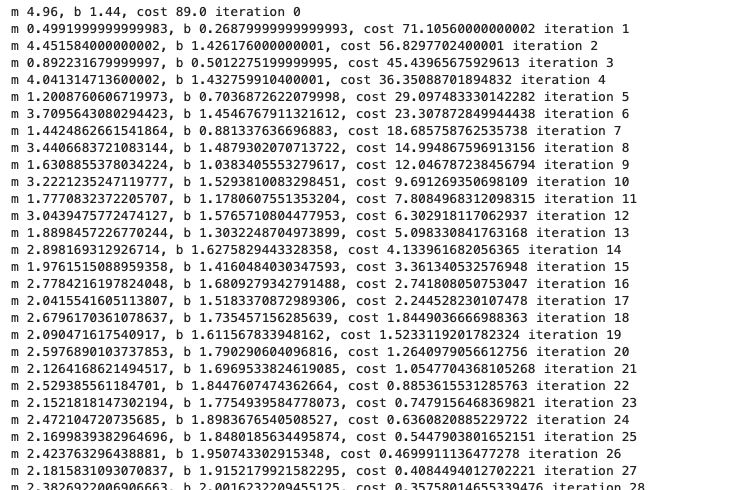 m 4.96, b 1.44, cost 89.0 iteration 0
m 0.4991999999999983, b 0.26879999999999993, cost 71.10560000000002 iteration 1
m 4.451584000000002, b 1.426176000000001, cost 56.8297702400001 iteration 2
m 0.892231679999997, b 0.5012275199999995, cost 45.43965675929613 iteration 3
m 4.041314713600002, b 1.432759910400001, cost 36.35088701894832 iteration 4
m 1.2008760606719973, b 0.7036872622079998, cost 29.097483330142282 iteration 5
m 3.7095643080294423, b 1.4546767911321612, cost 23.307872849944438 iteration 6
m 1.4424862661541864, b 0.881337636696883, cost 18.685758762535738 iteration 7
m 3.4406683721083144, b 1.4879302070713722, cost 14.994867596913156 iteration 8
m 1.6308855378034224, b 1.0383405553279617, cost 12.046787238456794 iteration 9
m 3.2221235247119777, b 1.5293810083298451, cost 9.691269350698109 iteration 10
m 1.7770832372205707, b 1.1780607551353204, cost 7.8084968312098315 iteration 11
m 3.0439475772474127, b 1.5765710804477953, cost 6.302918117062937 iteration 12
m 1.8898457226770244, b 1.3032248704973899, cost 5.098330841763168 iteration 13
m 2.898169312926714, b 1.6275829443328358, cost 4.133961682056365 iteration 14
m 1.9761515088959358, b 1.4160484030347593, cost 3.361340532576948 iteration 15
m 2.7784216197824048, b 1.6809279342791488, cost 2.741808050753047 iteration 16
m 2.0415541605113807, b 1.5183370872989306, cost 2.244528230107478 iteration 17
m 2.6796170361078637, b 1.735457156285639, cost 1.8449036666988363 iteration 18
m 2.090471617540917, b 1.611567833948162, cost 1.5233119201782324 iteration 19
m 2.5976890103737853, b 1.790290604096816, cost 1.2640979056612756 iteration 20
m 2.1264168621494517, b 1.6969533824619085, cost 1.0547704368105268 iteration 21
m 2.529385561184701, b 1.8447607474362664, cost 0.8853615531285763 iteration 22
m 2.1521818147302194, b 1.7754939584778073, cost 0.7479156468369821 iteration 23
m 2.472104720735685, b 1.8983676540508527, cost 0.6360820885229722 iteration 24
m 2.1699839382964696, b 1.8480185634495874, cost 0.5447903801652151 iteration 25
m 2.423763296438881, b 1.950743302915348, cost 0.4699911136477278 iteration 26
m 2.1815831093070837, b 1.9152179921582295, cost 0.4084494012702221 iteration 27
m 2.3826922006906663, b 2.0016232209455125, cost 0.35758014655339476 iteration 28